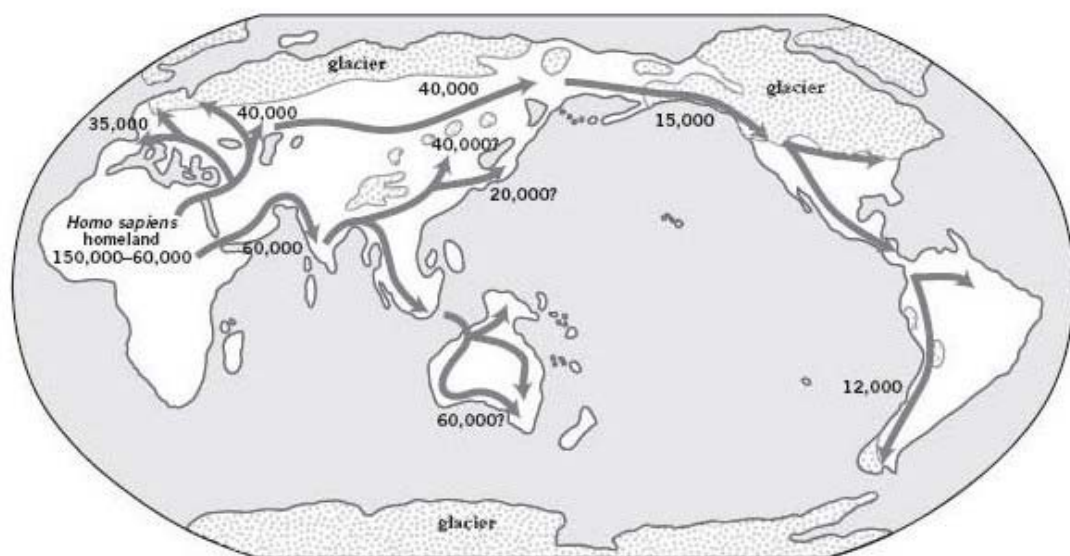 glacier
glacier
40,000
35,000
40,000
15,000
40,000?
20,000?
Homo sapiens
homeland
150,000–60,000
60,000
12,000
60,000?
glacier